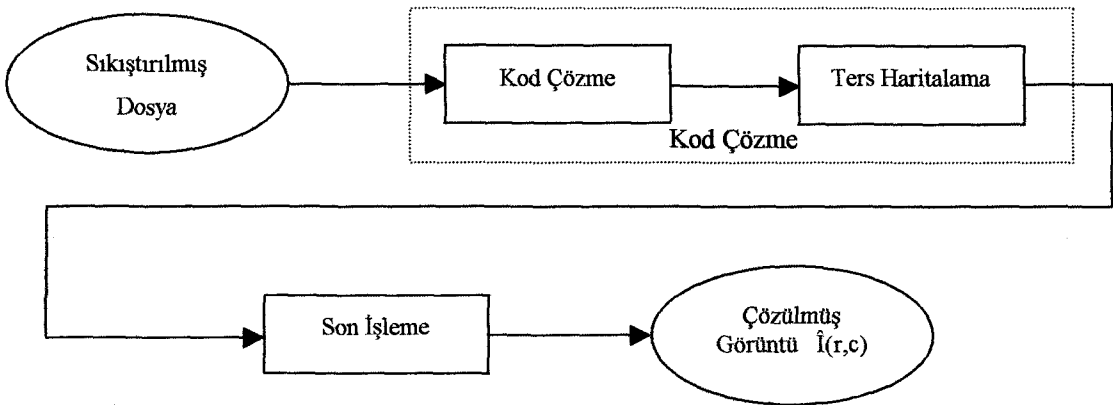 Sıkıştırılmış
Dosya
Kod Çözme
Ters Haritalama
Kod Çözme
Son İşleme
Çözülmüş
Görüntü Î(r,c)